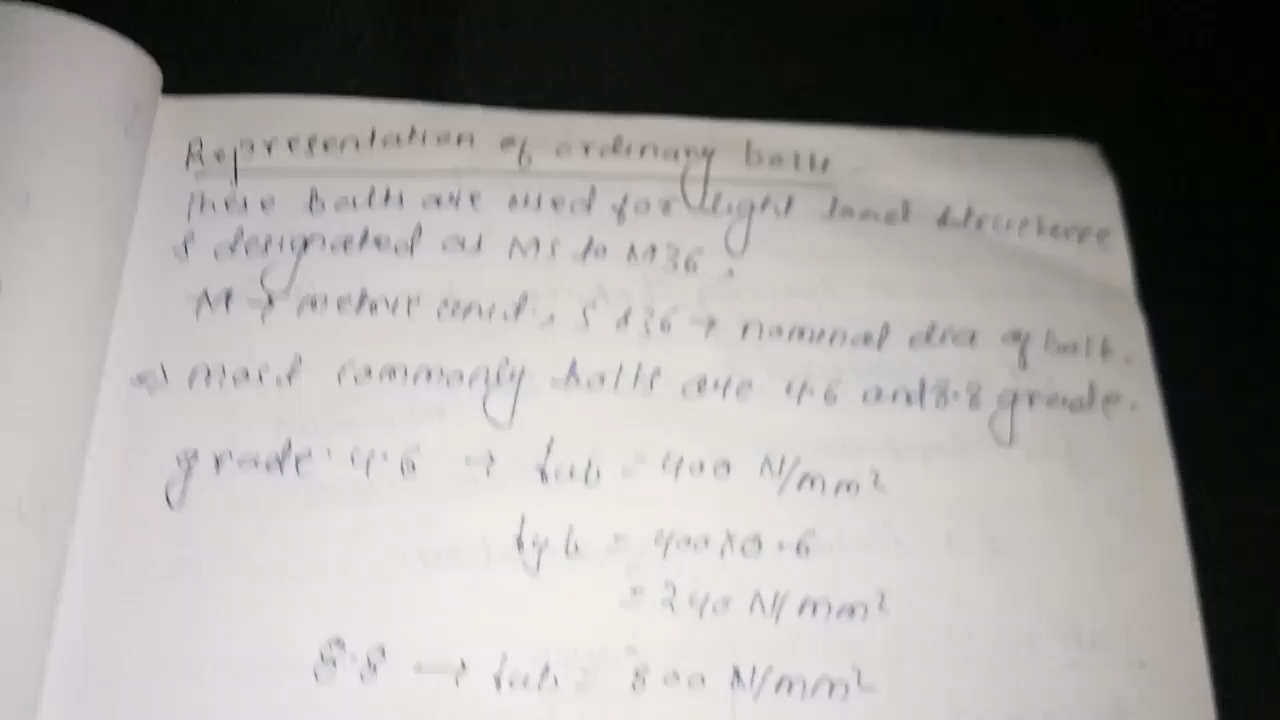 Representation of ordinary bolts
These bolts are used for light load structure
& designated as M5 to M36.
M → metric unit, 5 & 36 → nominal dia of bolt.
most commonly bolts are 4.6 and 8.8 grade.
grade 4.6 → fub = 400 N/mm²
fyb = 400 × 0.6
= 240 N/mm²
8.8 → fub = 800 N/mm²